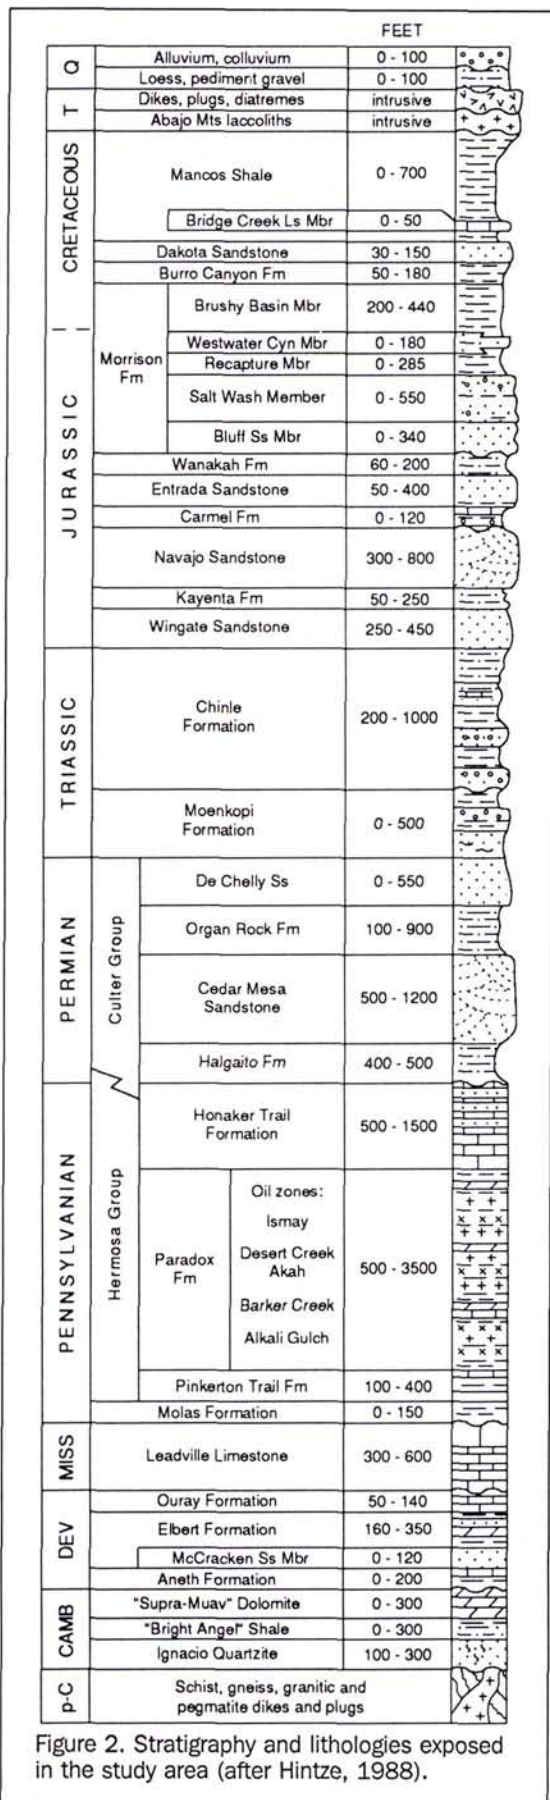 FEET
Q
Alluvium, colluvium 0 - 100
Loess, pediment gravel 0 - 100
T
Dikes, plugs, diatremes intrusive
Abajo Mts laccoliths intrusive
CRETACEOUS
Mancos Shale 0 - 700
Bridge Creek Ls Mbr 0 - 50
Dakota Sandstone 30 - 150
Burro Canyon Fm 50 - 180
Morrison
Fm
Brushy Basin Mbr 200 - 440
JURASSIC
Westwater Cyn Mbr 0 - 180
Recapture Mbr 0 - 285
Salt Wash Member 0 - 550
Bluff Ss Mbr 0 - 340
Wanakah Fm 60 - 200
Entrada Sandstone 50 - 400
Carmel Fm 0 - 120
Navajo Sandstone 300 - 800
Kayenta Fm 50 - 250
Wingate Sandstone 250 - 450
TRIASSIC
Chinle
Formation
200 - 1000
Moenkopi
Formation
0 - 500
PERMIAN
Culter Group
De Chelly Ss 0 - 550
Organ Rock Fm 100 - 900
Cedar Mesa
Sandstone
500 - 1200
Halgaito Fm 400 - 500
PENNSYLVANIAN
Hermosa Group
Honaker Trail
Formation
500 - 1500
Paradox
Fm
Oil zones:
Ismay
Desert Creek
Akah
Barker Creek
Alkali Gulch
500 - 3500
Pinkerton Trail Fm 100 - 400
Molas Formation 0 - 150
MISS
Leadville Limestone 300 - 600
DEV
Ouray Formation 50 - 140
Elbert Formation 160 - 350
McCracken Ss Mbr 0 - 120
Aneth Formation 0 - 200
CAMB
"Supra-Muav" Dolomite 0 - 300
"Bright Angel" Shale 0 - 300
Ignacio Quartzite 100 - 300
p-C
Schist, gneiss, granitic and
pegmatite dikes and plugs
Figure 2. Stratigraphy and lithologies exposed
in the study area (after Hintze, 1988).